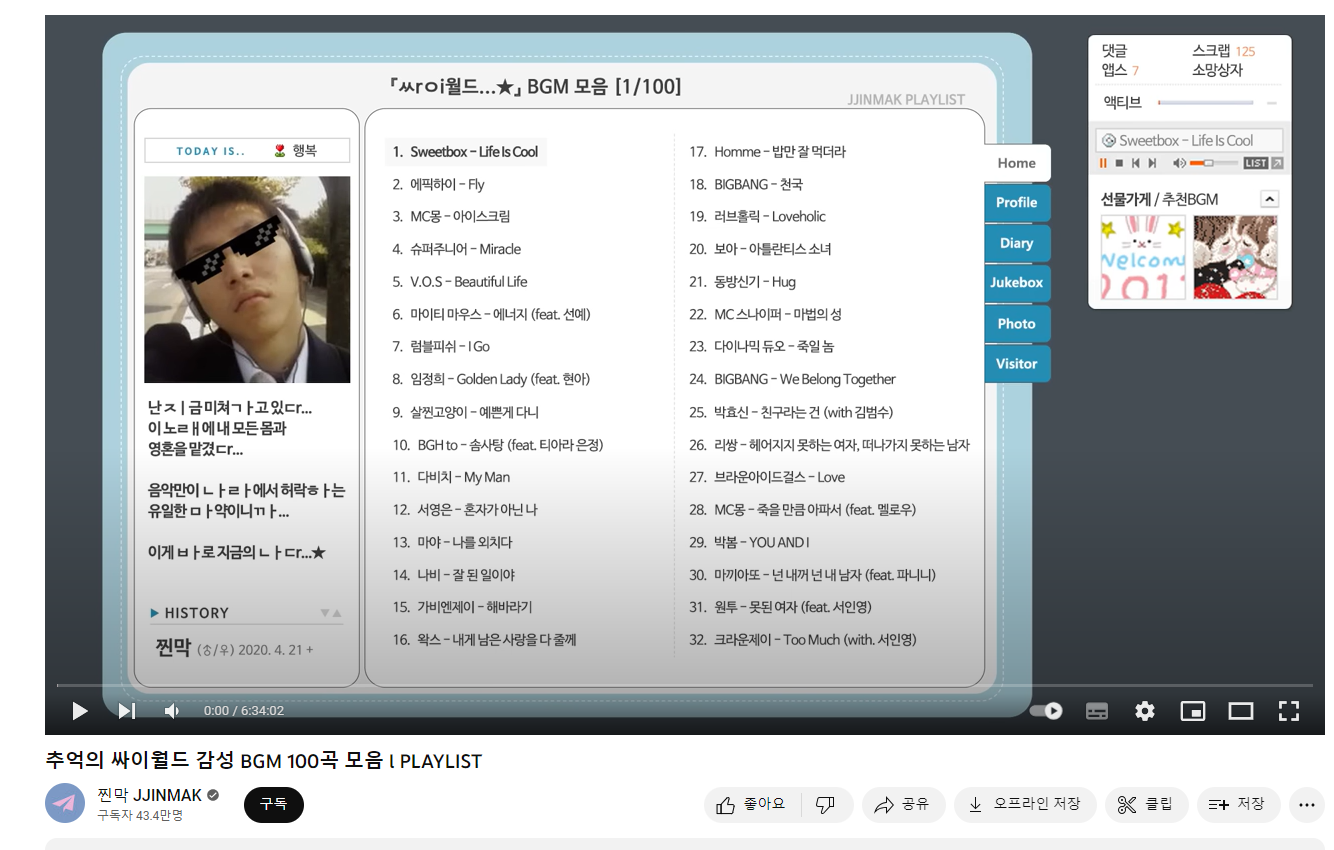 『ㅆrㅇi월드...★』 BGM 모음 [1/100]
JJINMAK PLAYLIST
TODAY IS.. 행복
난 ㅈㅣ금 미쳐ㄱㅏ고 있ㄷr...
이 노ㄹㅐ에 내 모든 몸과
영혼을 맡겼ㄷr...
음악만이 ㄴㅏㄹㅏ에서 허락ㅎㅏ는
유일한 ㅁㅏ약이니ㄲㅏ...
이게 ㅂㅏ로 지금의 ㄴㅏㄷr...★
▶ HISTORY ▼▲
찐막 (송/우) 2020. 4. 21 +
1. Sweetbox – Life Is Cool
2. 에픽하이 – Fly
3. MC몽 – 아이스크림
4. 슈퍼주니어 – Miracle
5. V.O.S – Beautiful Life
6. 마이티 마우스 – 에너지 (feat. 선예)
7. 럼블피쉬 – I Go
8. 임정희 – Golden Lady (feat. 현아)
9. 살찐고양이 – 예쁜게 다니
10. BGH to – 솜사탕 (feat. 티아라 은정)
11. 다비치 – My Man
12. 서영은 – 혼자가 아닌 나
13. 마야 – 나를 외치다
14. 나비 – 잘 된 일이야
15. 가비엔제이 – 해바라기
16. 왁스 – 내게 남은 사랑을 다 줄께
17. Homme – 밥만 잘 먹더라
18. BIGBANG – 천국
19. 러브홀릭 – Loveholic
20. 보아 – 아틀란티스 소녀
21. 동방신기 – Hug
22. MC 스나이퍼 – 마법의 성
23. 다이나믹 듀오 – 죽일 놈
24. BIGBANG – We Belong Together
25. 박효신 – 친구라는 건 (with 김범수)
26. 리쌍 – 헤어지지 못하는 여자, 떠나가지 못하는 남자
27. 브라운아이드걸스 – Love
28. MC몽 – 죽을 만큼 아파서 (feat. 멜로우)
29. 박봄 – YOU AND I
30. 마끼아또 – 넌 내꺼 넌 내 남자 (feat. 파니니)
31. 원투 – 못된 여자 (feat. 서인영)
32. 크라운제이 – Too Much (with. 서인영)
Home
Profile
Diary
Jukebox
Photo
Visitor
댓글 스크랩 125
앱스 7 소망상자
액티브
Sweetbox – Life Is Cool
LIST
선물가게 / 추천BGM
Welcom
2011
0:00 / 6:34:02
추억의 싸이월드 감성 BGM 100곡 모음 l PLAYLIST
찐막 JJINMAK
구독자 43.4만명
구독
좋아요 공유 오프라인 저장 클립 저장